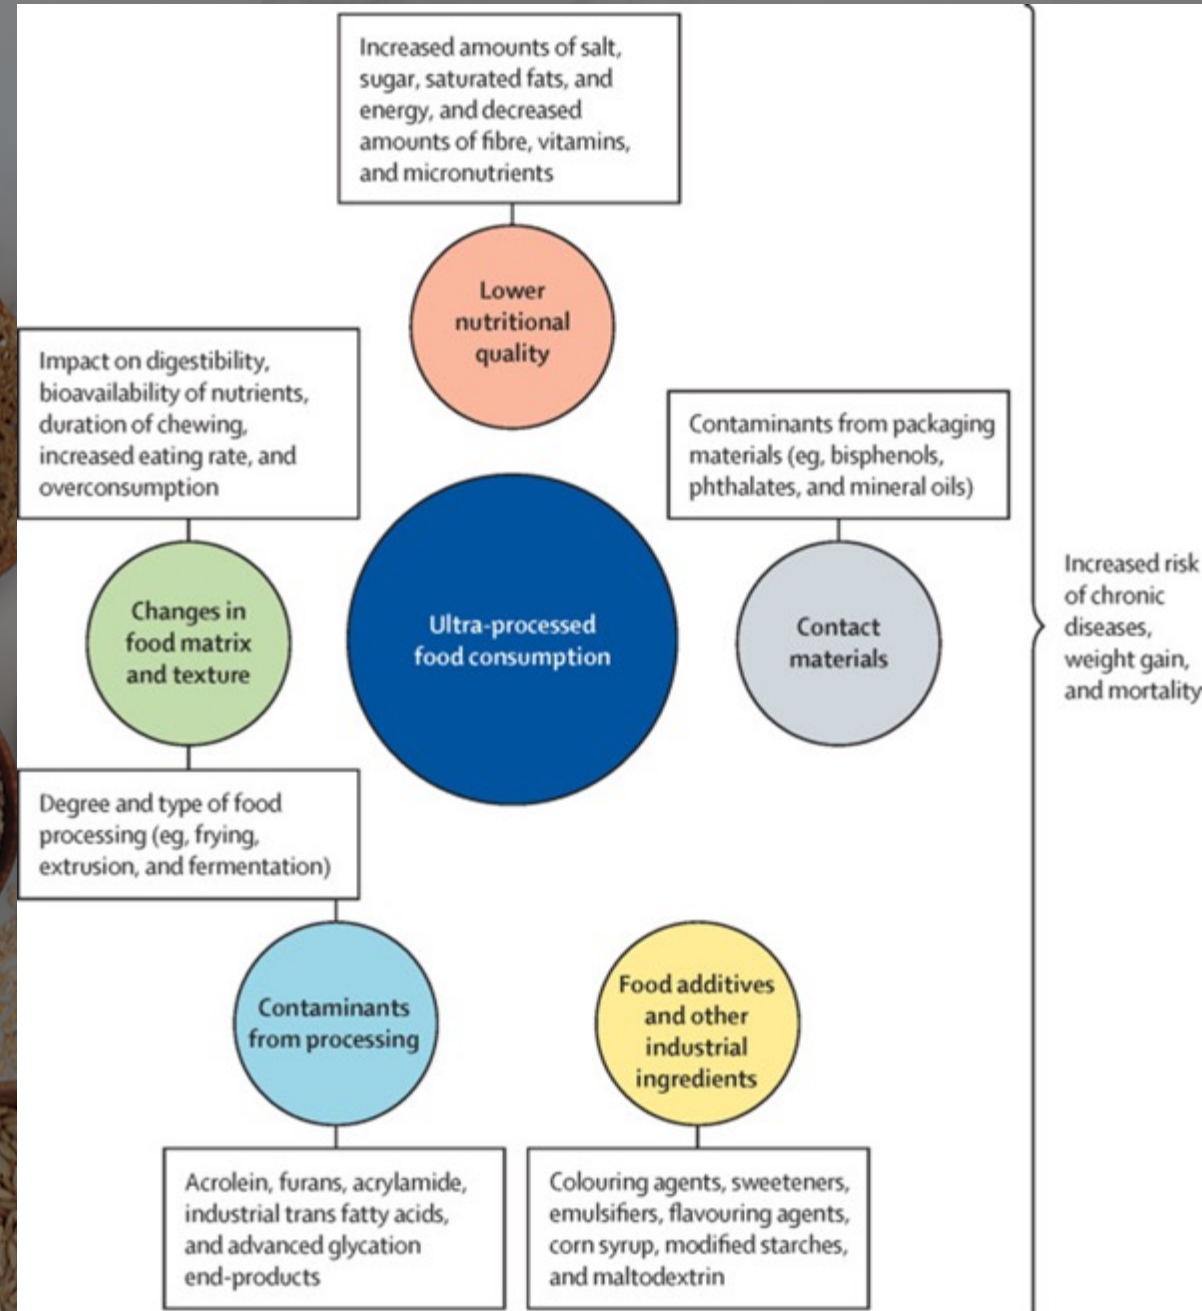 Increased amounts of salt,
sugar, saturated fats, and
energy, and decreased
amounts of fibre, vitamins,
and micronutrients
Lower
nutritional
quality
Impact on digestibility,
bioavailability of nutrients,
duration of chewing,
increased eating rate, and
overconsumption
Contaminants from packaging
materials (eg, bisphenols,
phthalates, and mineral oils)
Changes in
food matrix
and texture
Ultra-processed
food consumption
Contact
materials
Increased risk
of chronic
diseases,
weight gain,
and mortality
Degree and type of food
processing (eg, frying,
extrusion, and fermentation)
Contaminants
from processing
Food additives
and other
industrial
ingredients
Acrolein, furans, acrylamide,
industrial trans fatty acids,
and advanced glycation
end-products
Colouring agents, sweeteners,
emulsifiers, flavouring agents,
corn syrup, modified starches,
and maltodextrin